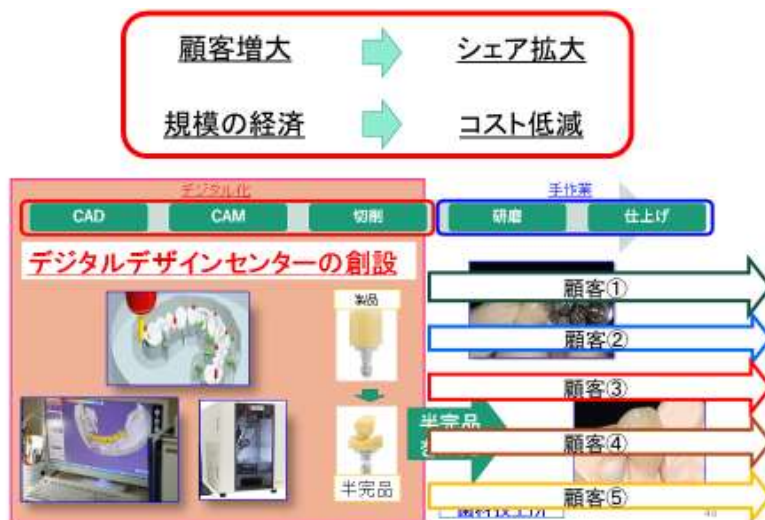 顧客増大
シェア拡大
規模の経済
コスト低減
デジタル化
手作業
CAD
CAM
切削
研磨
仕上げ
デジタルデザインセンターの創設
製品
顧客①
顧客②
顧客③
半完品
顧客④
半完品
顧客⑤
歯科技工所